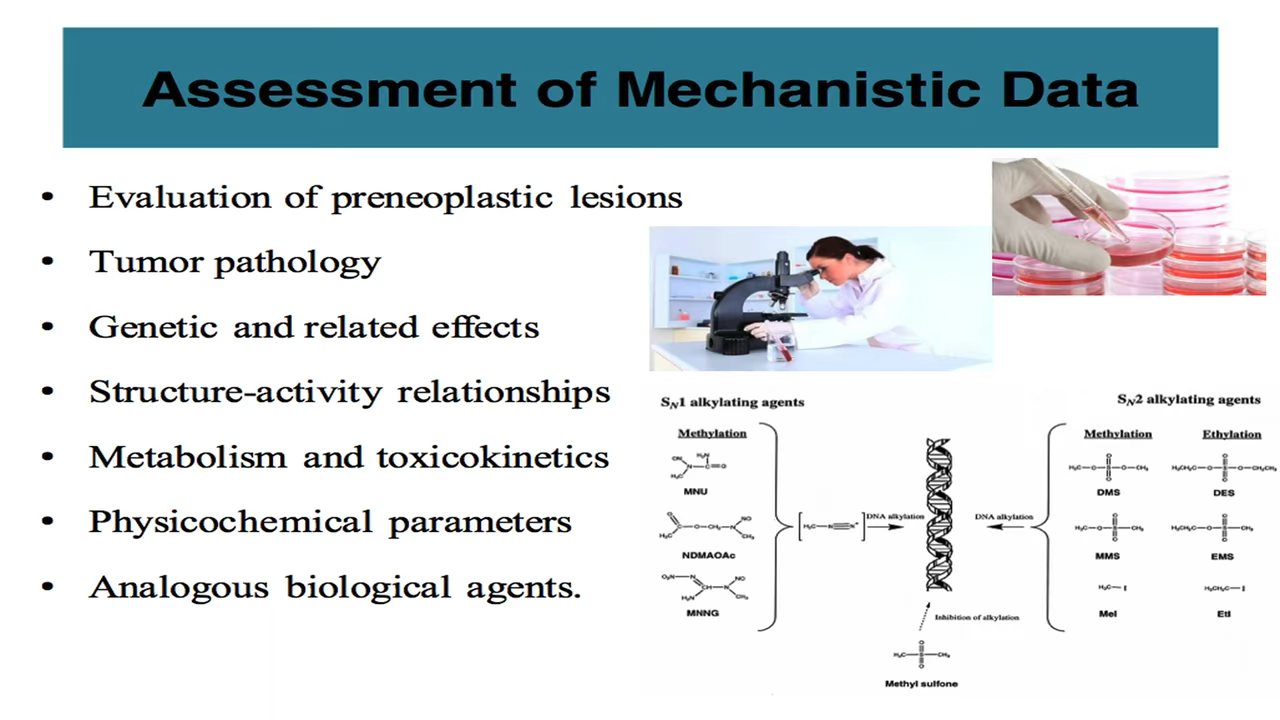 Assessment of Mechanistic Data
• Evaluation of preneoplastic lesions
• Tumor pathology
• Genetic and related effects
• Structure-activity relationships
• Metabolism and toxicokinetics
• Physicochemical parameters
• Analogous biological agents.
SN1 alkylating agents
Methylation
MNU
NDMAOAc
MNNG
DNA alkylation
DNA alkylation
Inhibition of alkylation
Methyl sulfone
SN2 alkylating agents
Methylation
Ethylation
DMS
DES
MMS
EMS
MeI
EtI